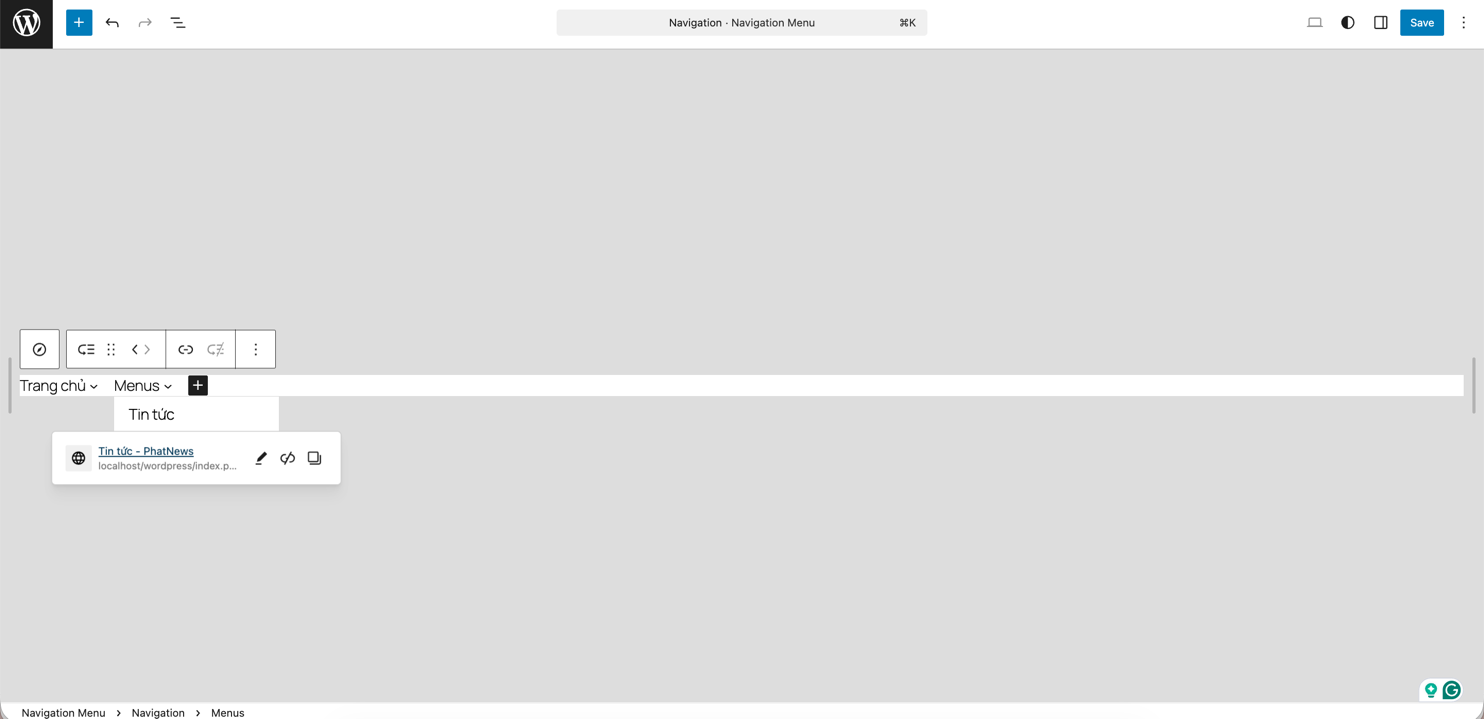 Navigation · Navigation Menu ⌘K
Save
Trang chủ Menus
Tin tức
Tin tức - PhatNews
localhost/wordpress/index.p...
Navigation Menu > Navigation > Menus